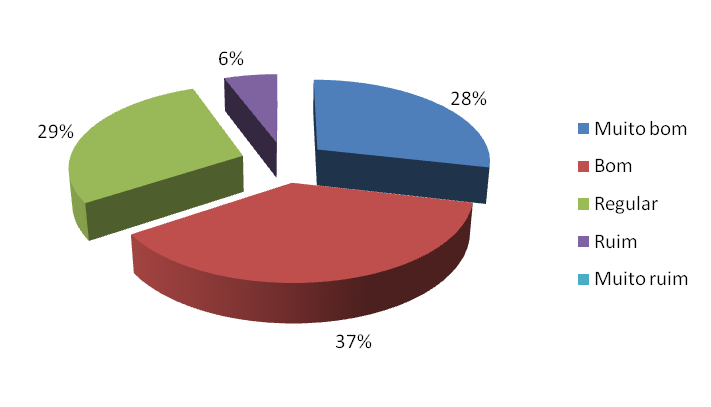 6%
28%
29%
37%
Muito bom
Bom
Regular
Ruim
Muito ruim